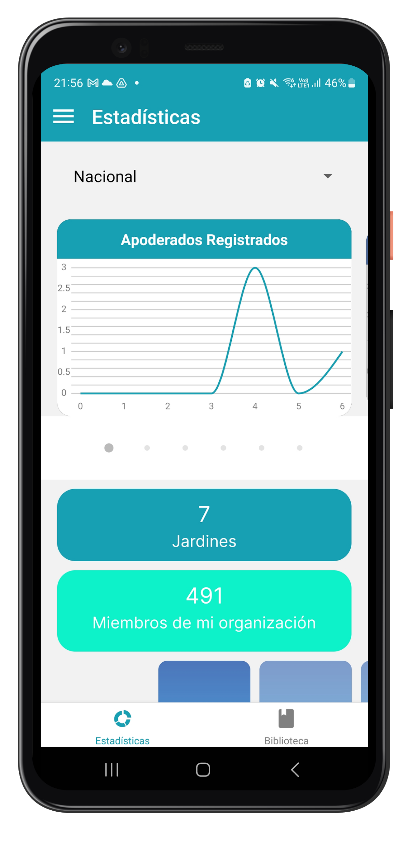 21:56 46%
Estadísticas
Nacional
Apoderados Registrados
3
2.5
2
1.5
1
0.5
0
0 1 2 3 4 5 6
7
Jardines
491
Miembros de mi organización
Estadísticas Biblioteca